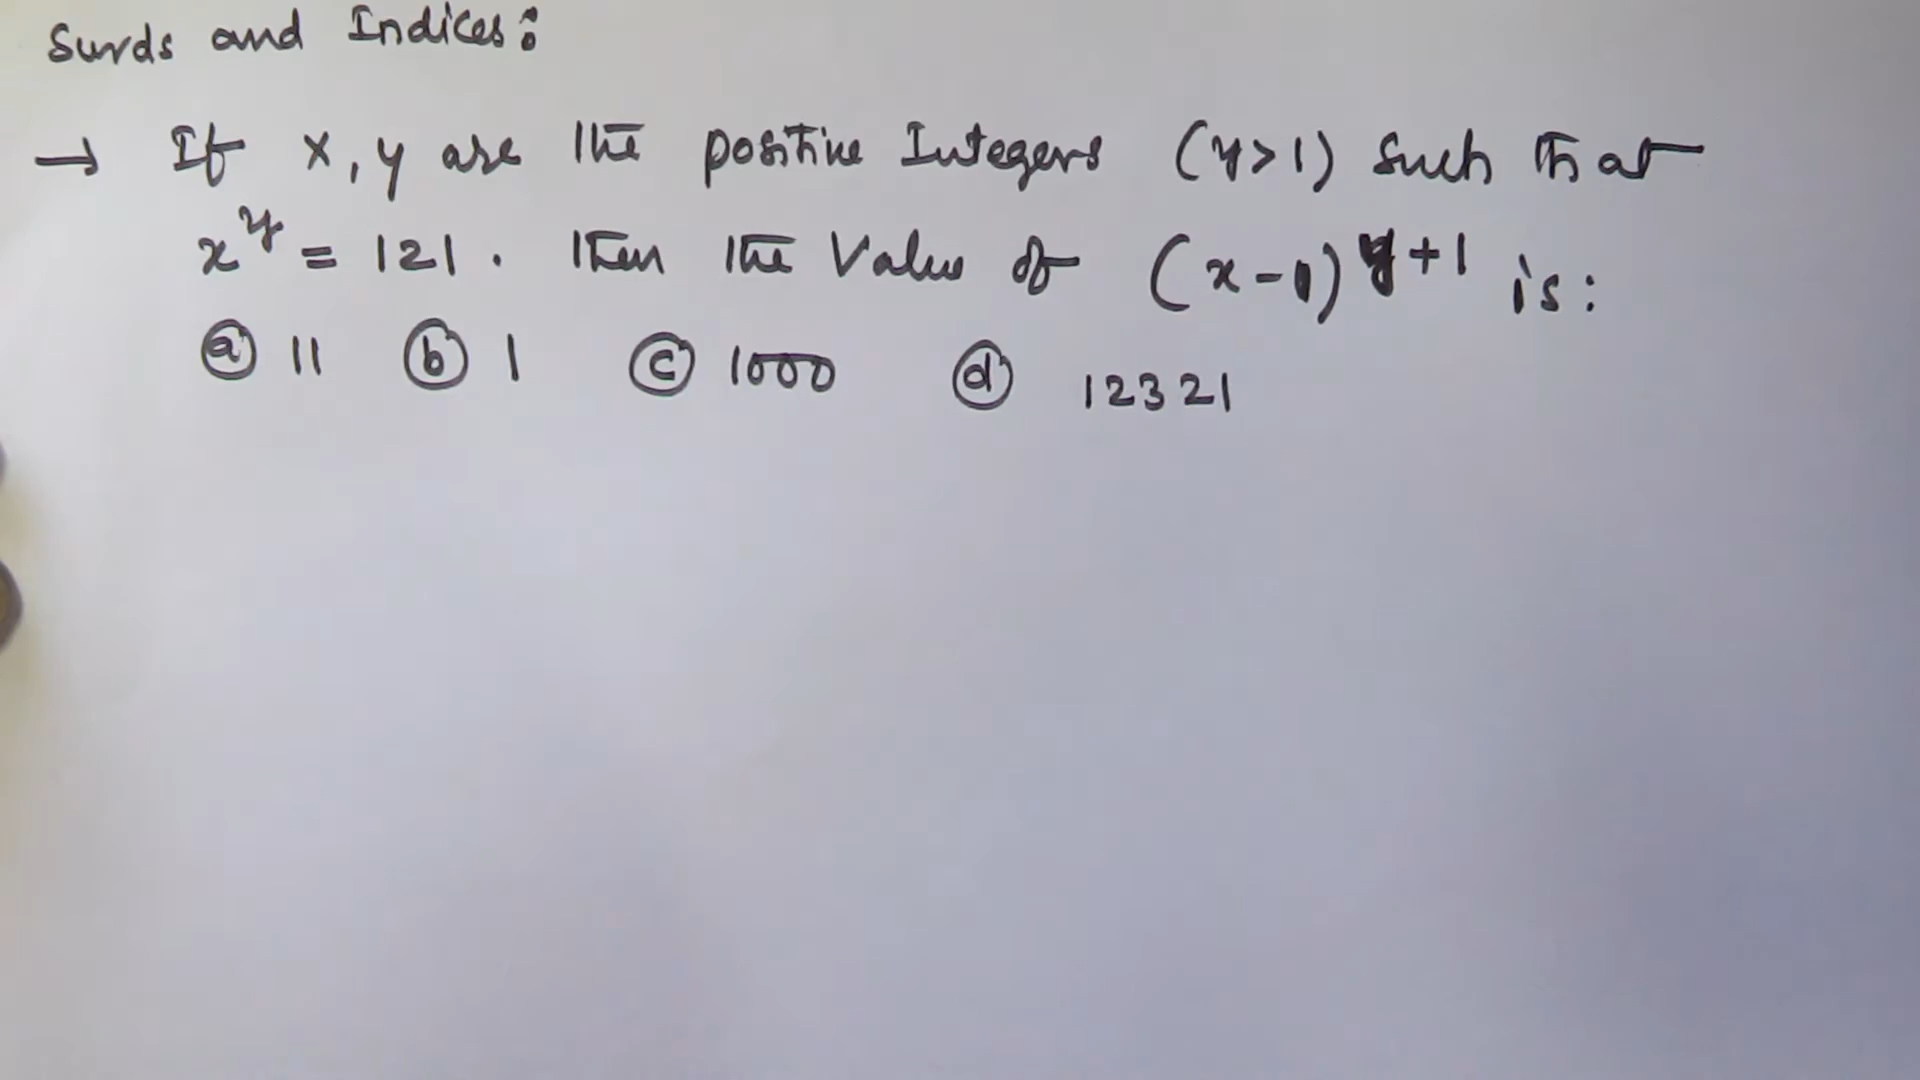 Surds and Indices:
→ If x, y are the positive Integers (y>1) such that
x^y = 121. Then the Value of (x-1)^y+1 is:
ⓐ 11 ⓑ 1 ⓒ 1000 ⓓ 12321